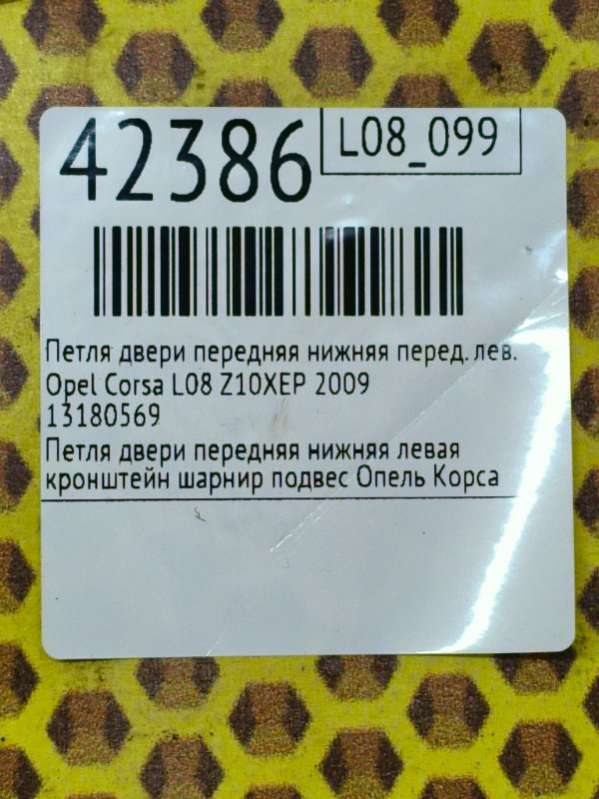 42386
L08_099
Петля двери передняя нижняя перед. лев.
Opel Corsa L08 Z10XEP 2009
13180569
Петля двери передняя нижняя левая
кронштейн шарнир подвес Опель Корса